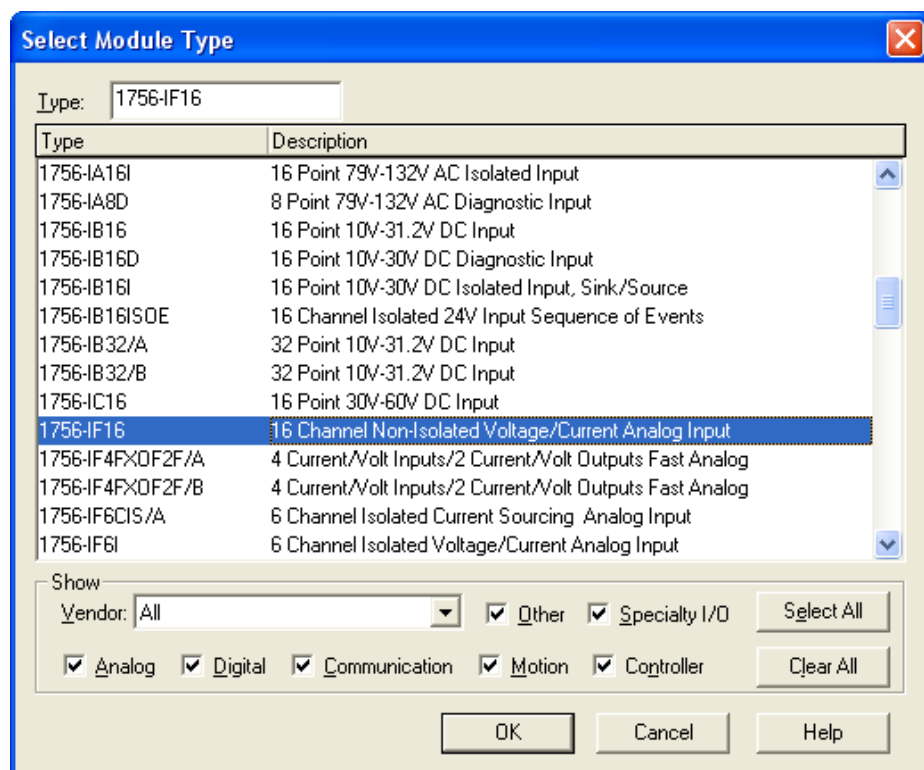 Select Module Type
Type: 1756-IF16
Type Description
1756-IA16I 16 Point 79V-132V AC Isolated Input
1756-IA8D 8 Point 79V-132V AC Diagnostic Input
1756-IB16 16 Point 10V-31.2V DC Input
1756-IB16D 16 Point 10V-30V DC Diagnostic Input
1756-IB16I 16 Point 10V-30V DC Isolated Input, Sink/Source
1756-IB16ISOE 16 Channel Isolated 24V Input Sequence of Events
1756-IB32/A 32 Point 10V-31.2V DC Input
1756-IB32/B 32 Point 10V-31.2V DC Input
1756-IC16 16 Point 30V-60V DC Input
1756-IF16 16 Channel Non-Isolated Voltage/Current Analog Input
1756-IF4FXOF2F/A 4 Current/Volt Inputs/2 Current/Volt Outputs Fast Analog
1756-IF4FXOF2F/B 4 Current/Volt Inputs/2 Current/Volt Outputs Fast Analog
1756-IF6CIS/A 6 Channel Isolated Current Sourcing Analog Input
1756-IF6I 6 Channel Isolated Voltage/Current Analog Input
Show
Vendor: All Other Specialty I/O Select All
Analog Digital Communication Motion Controller Clear All
OK Cancel Help